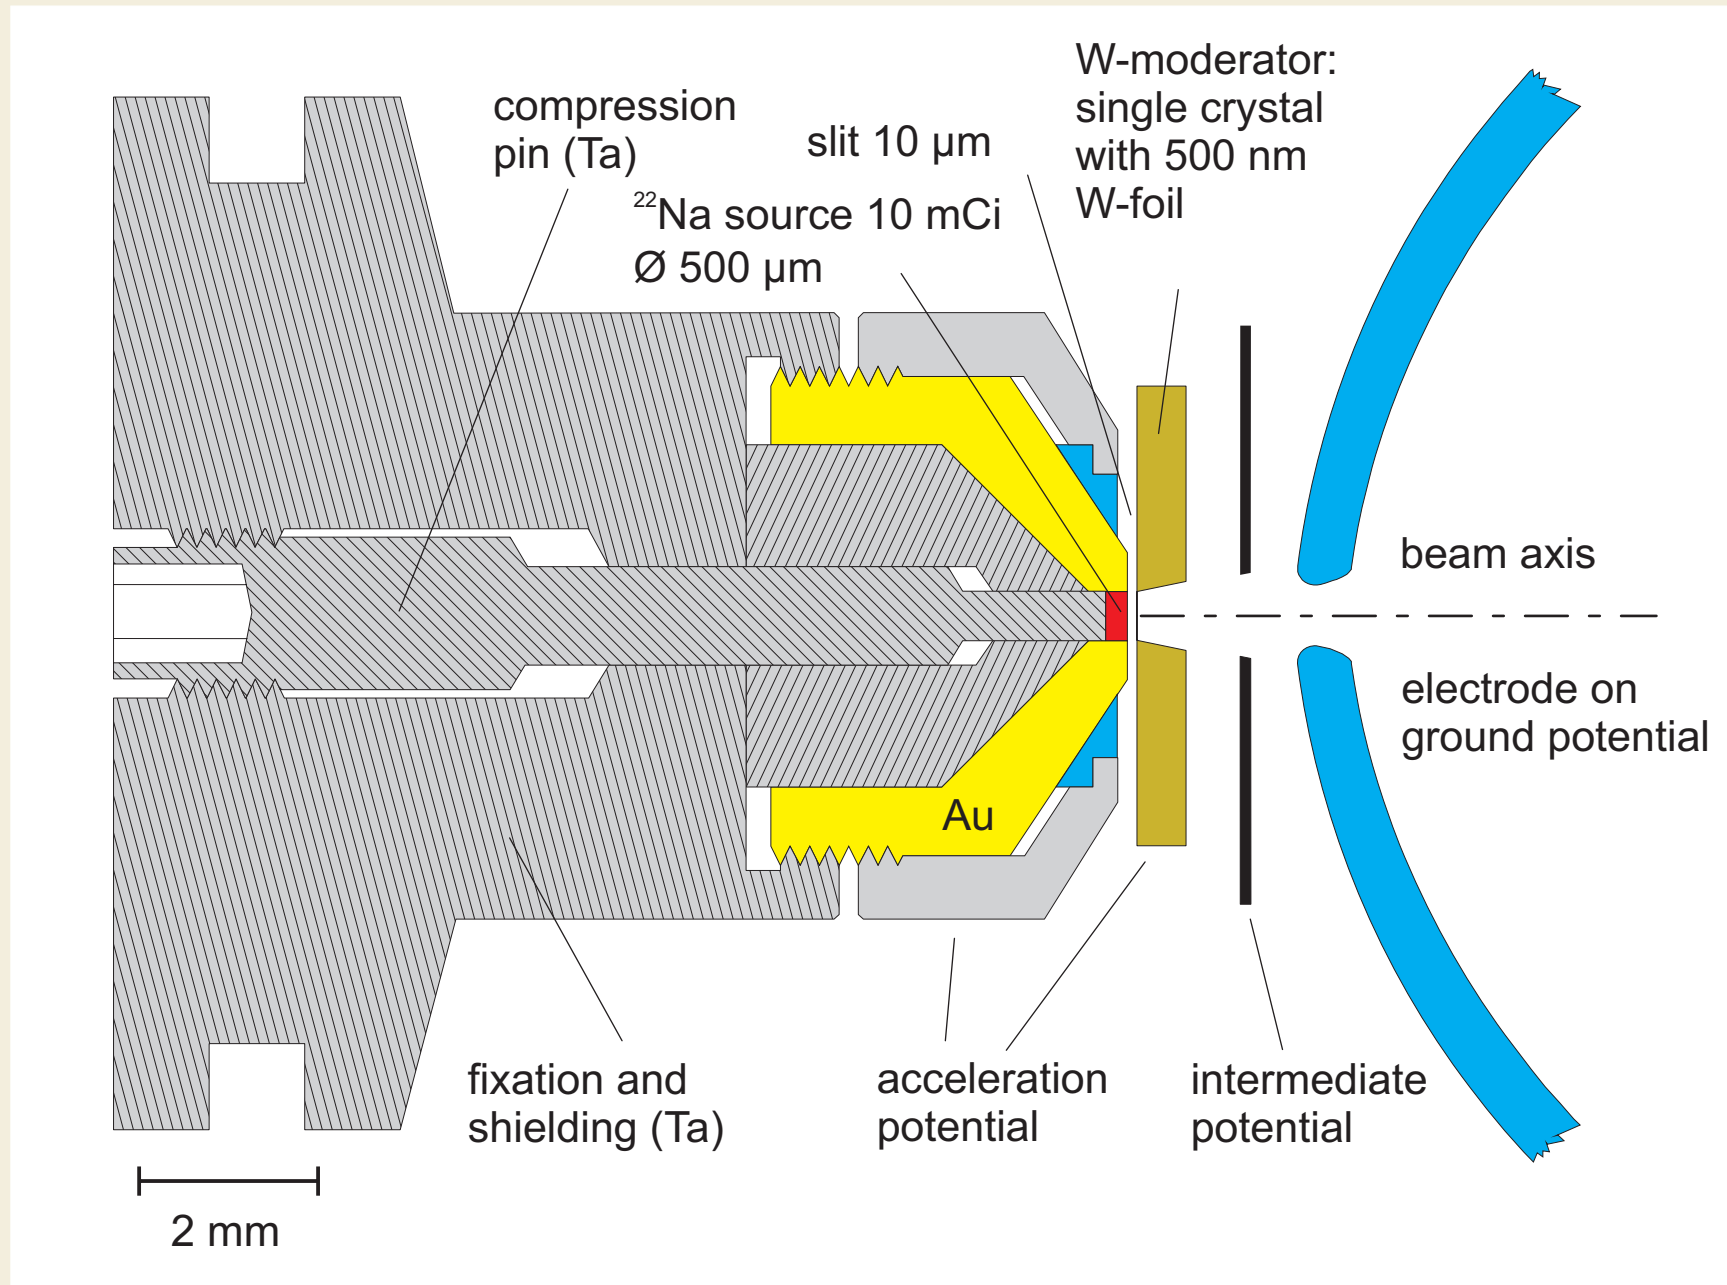 W-moderator:
single crystal
with 500 nm
W-foil
compression
pin (Ta)
slit 10 µm
²²Na source 10 mCi
Ø 500 µm
beam axis
electrode on
ground potential
Au
fixation and
shielding (Ta)
acceleration
potential
intermediate
potential
2 mm